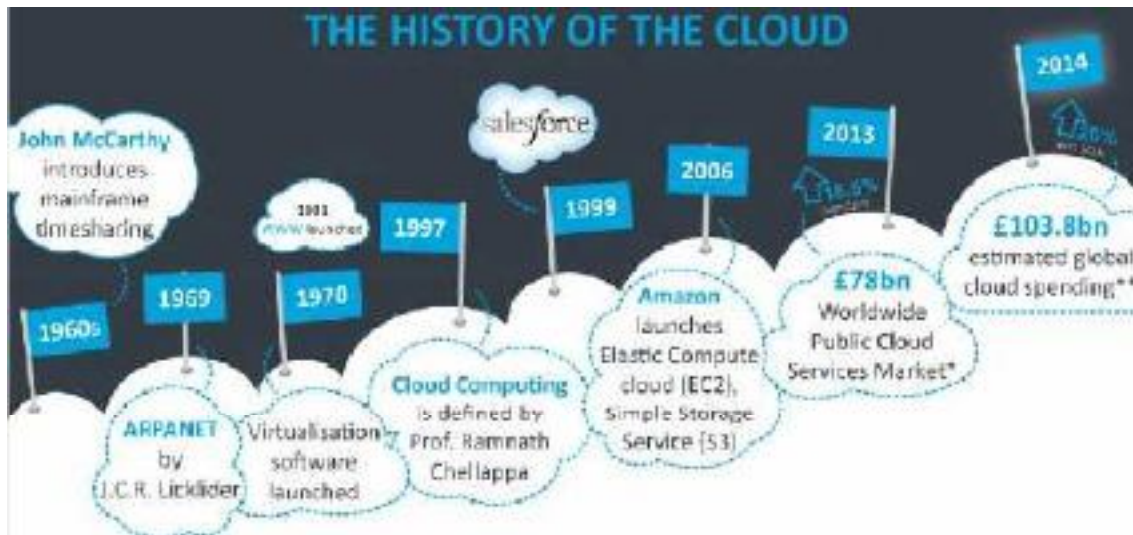 THE HISTORY OF THE CLOUD
John McCarthy
introduces
mainframe
timesharing
1960s
1969
ARPANET
by
J.C.R. Licklider
1970
Virtualisation
software
launched
WWW launched
1997
Cloud Computing
is defined by
Prof. Ramnath
Chellappa
salesforce
1999
2006
Amazon
launches
Elastic Compute
cloud (EC2),
Simple Storage
Service (S3)
2013
£78bn
Worldwide
Public Cloud
Services Market*
2014
£103.8bn
estimated global
cloud spending**